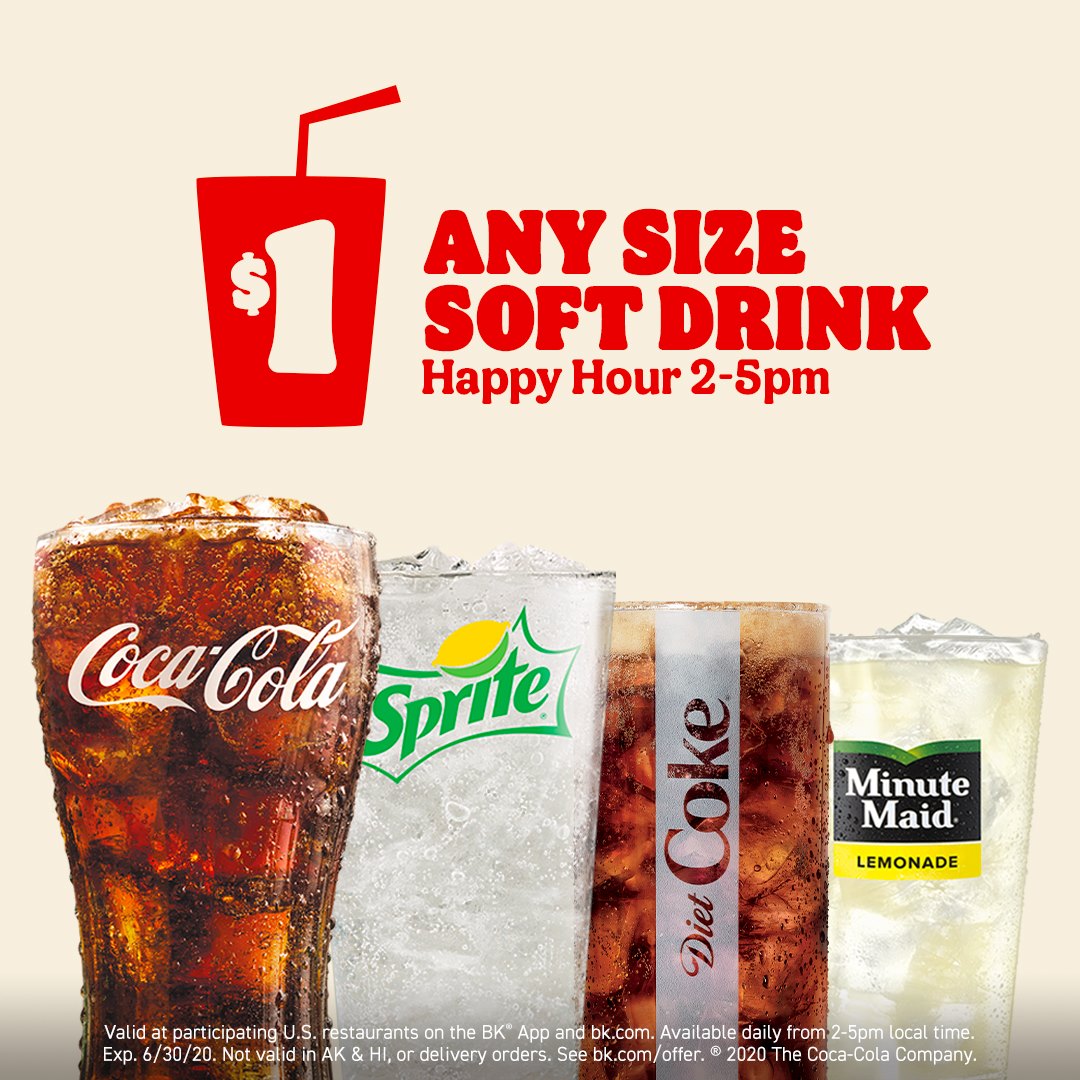 $1
ANY SIZE
SOFT DRINK
Happy Hour 2-5pm
Coca-Cola
Sprite®
Diet Coke
Minute
Maid®
LEMONADE
Valid at participating U.S. restaurants on the BK® App and bk.com. Available daily from 2-5pm local time.
Exp. 6/30/20. Not valid in AK & HI, or delivery orders. See bk.com/offer. ® 2020 The Coca-Cola Company.